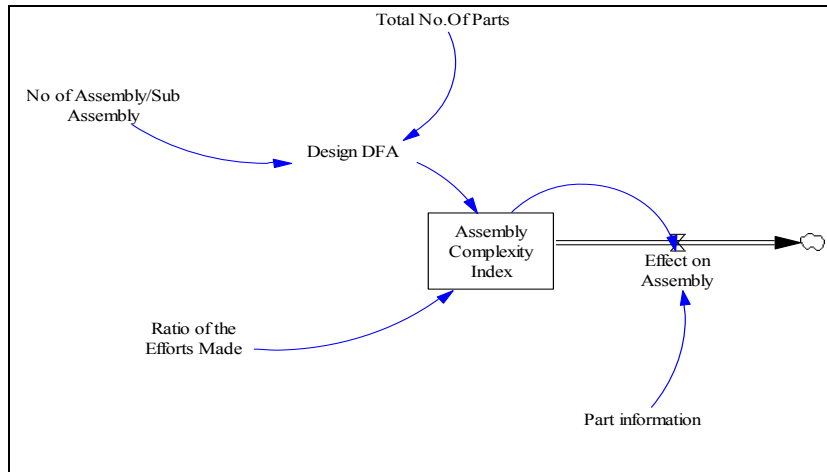 Total No.Of Parts
No of Assembly/Sub
Assembly
Design DFA
Assembly
Complexity
Index
Effect on
Assembly
Ratio of the
Efforts Made
Part information